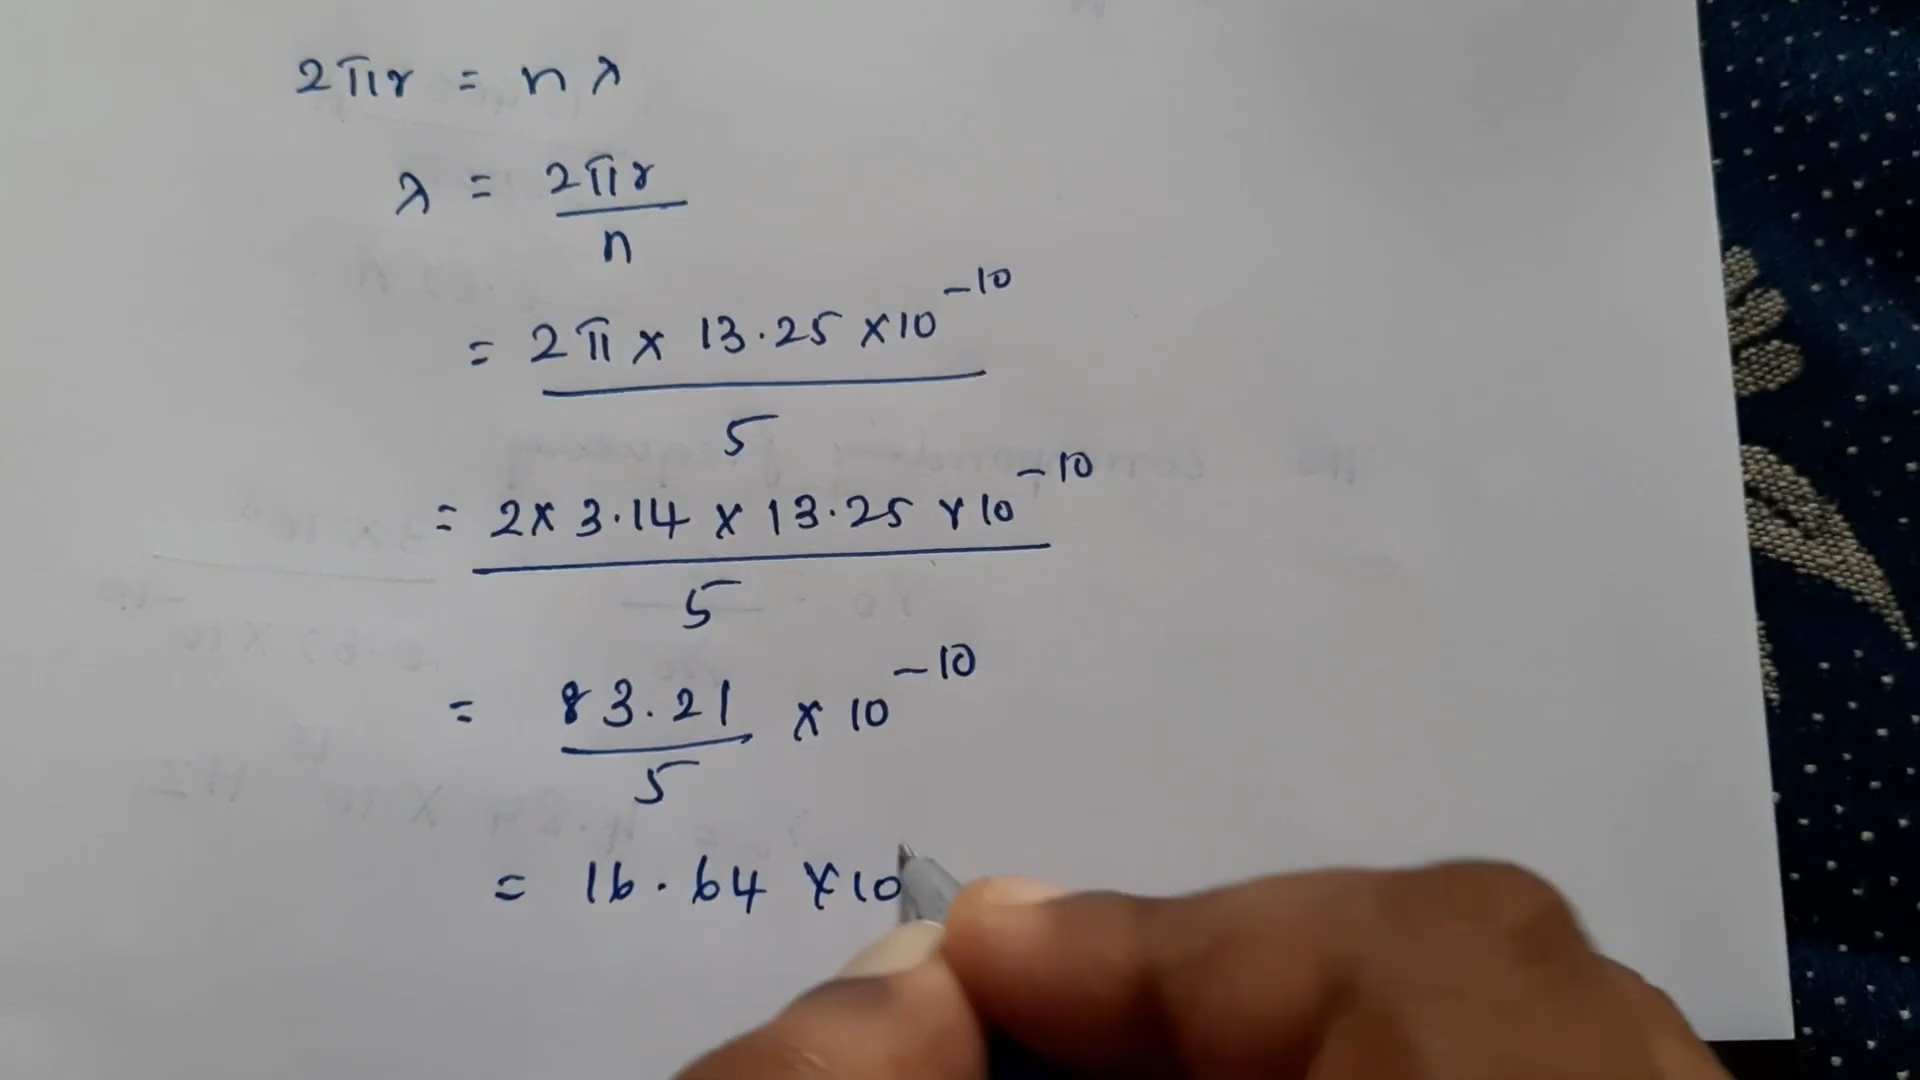 2πr = nλ
λ = 2πr
n
= 2π × 13.25 × 10⁻¹⁰
5
= 2 × 3.14 × 13.25 × 10⁻¹⁰
5
= 83.21 × 10⁻¹⁰
5
= 16.64 × 10